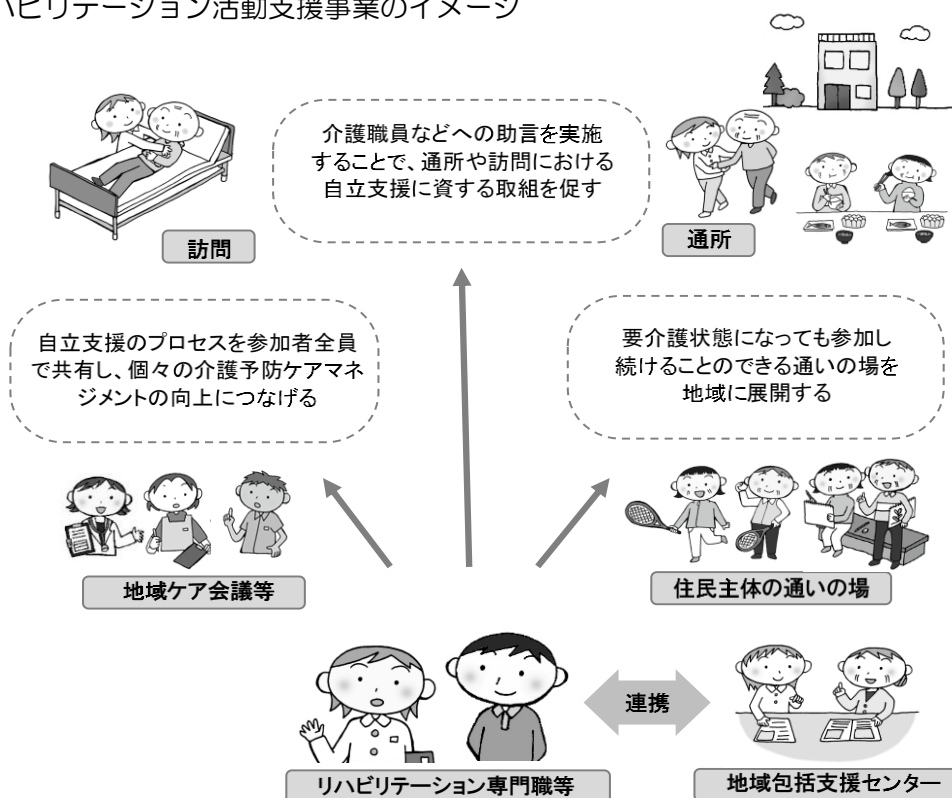 ハビリテーション活動支援事業のイメージ
介護職員などへの助言を実施
することで、通所や訪問における
自立支援に資する取組を促す
訪問
通所
自立支援のプロセスを参加者全員
で共有し、個々の介護予防ケアマネ
ジメントの向上につなげる
要介護状態になっても参加し
続けることのできる通いの場を
地域に展開する
地域ケア会議等
住民主体の通いの場
連携
リハビリテーション専門職等
地域包括支援センター